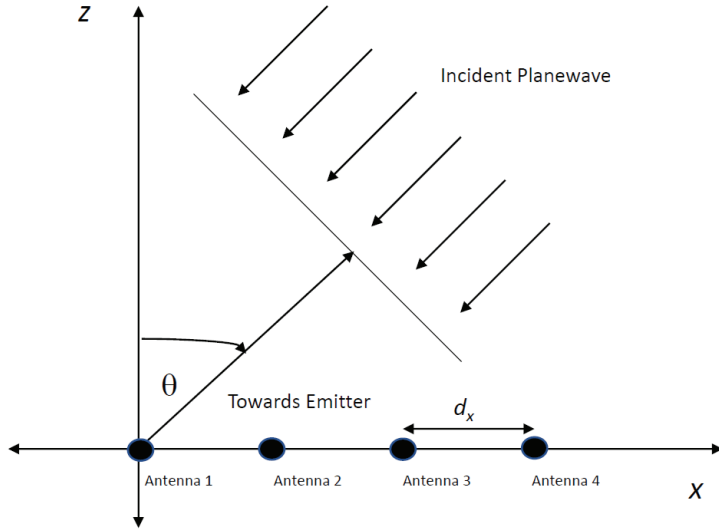 z
Incident Planewave
θ
Towards Emitter
dx
Antenna 1
Antenna 2
Antenna 3
Antenna 4
x